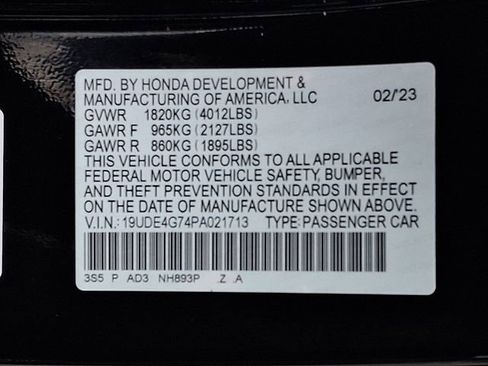 MFD. BY HONDA DEVELOPMENT &
MANUFACTURING OF AMERICA, LLC 02/'23
GVWR 1820KG (4012LBS)
GAWR F 965KG (2127LBS)
GAWR R 860KG (1895LBS)
THIS VEHICLE CONFORMS TO ALL APPLICABLE
FEDERAL MOTOR VEHICLE SAFETY, BUMPER,
AND THEFT PREVENTION STANDARDS IN EFFECT
ON THE DATE OF MANUFACTURE SHOWN ABOVE.
V.I.N.: 19UDE4G74PA021713 TYPE: PASSENGER CAR
3S5 P AD3 NH893P .Z .A